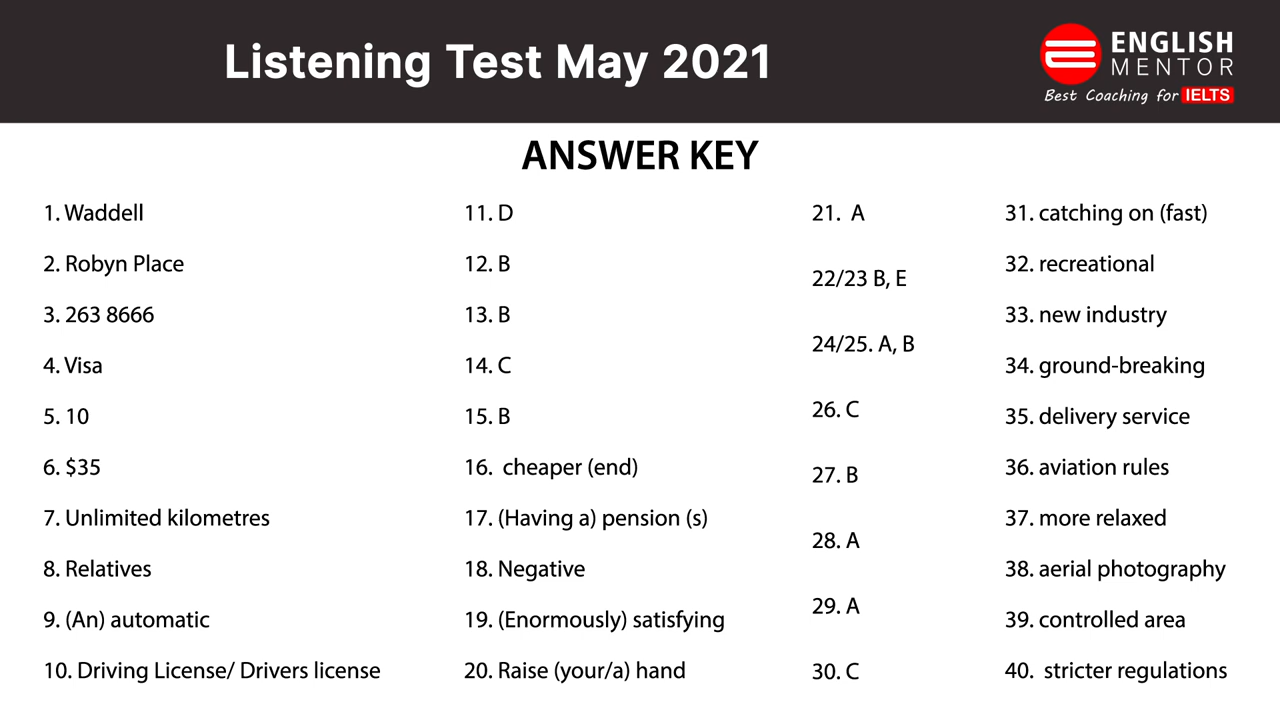 Listening Test May 2021
ENGLISH
MENTOR
Best Coaching for IELTS
ANSWER KEY
1. Waddell
2. Robyn Place
3. 263 8666
4. Visa
5. 10
6. $35
7. Unlimited kilometres
8. Relatives
9. (An) automatic
10. Driving License/ Drivers license
11. D
12. B
13. B
14. C
15. B
16. cheaper (end)
17. (Having a) pension (s)
18. Negative
19. (Enormously) satisfying
20. Raise (your/a) hand
21. A
22/23 B, E
24/25. A, B
26. C
27. B
28. A
29. A
30. C
31. catching on (fast)
32. recreational
33. new industry
34. ground-breaking
35. delivery service
36. aviation rules
37. more relaxed
38. aerial photography
39. controlled area
40. stricter regulations